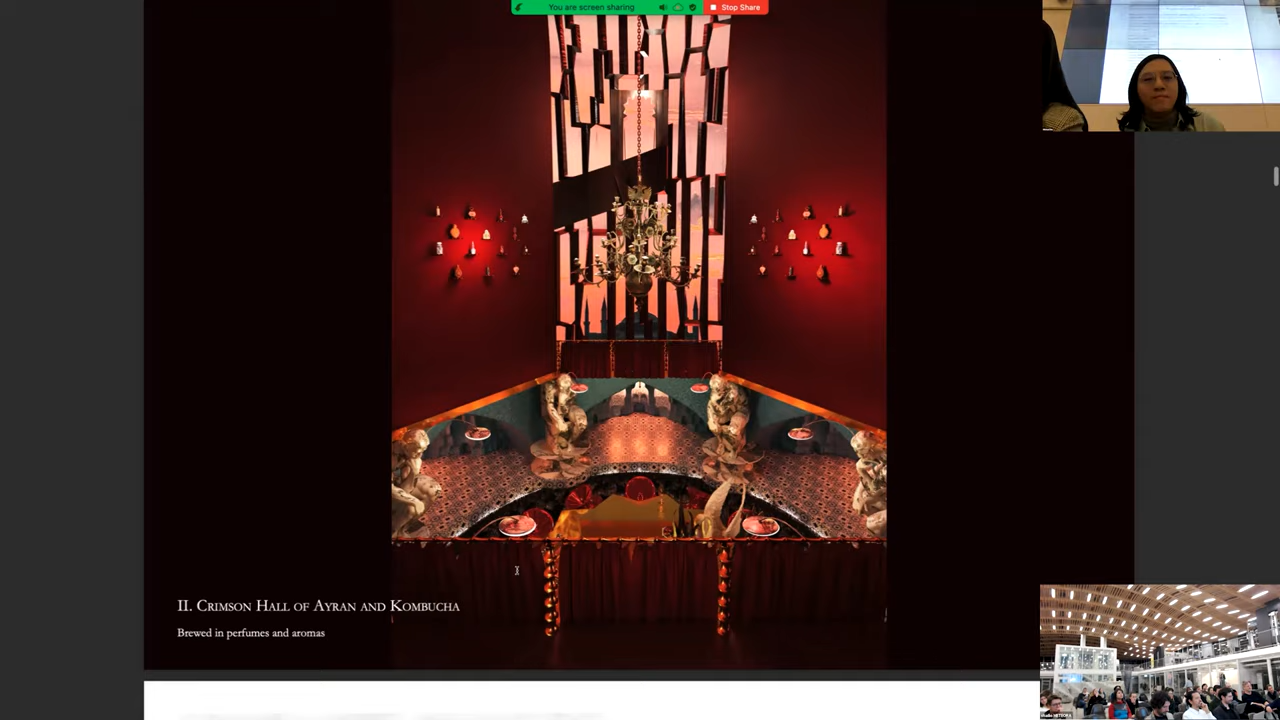 You are screen sharing
Stop Share
II. Crimson Hall of Ayran and Kombucha
Brewed in perfumes and aromas